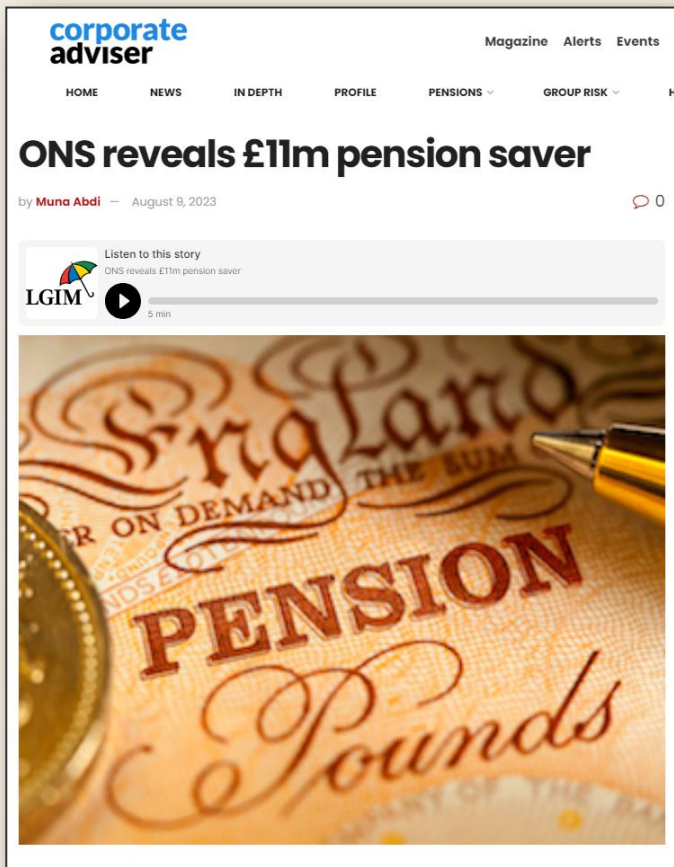 corporate
adviser
Magazine Alerts Events
HOME NEWS IN DEPTH PROFILE PENSIONS GROUP RISK H
ONS reveals £11m pension saver
by Muna Abdi — August 9, 2023 0
Listen to this story
ONS reveals £11m pension saver
LGIM
5 min
England
ER ON DEMAND THE SUM
PENSION
Pounds